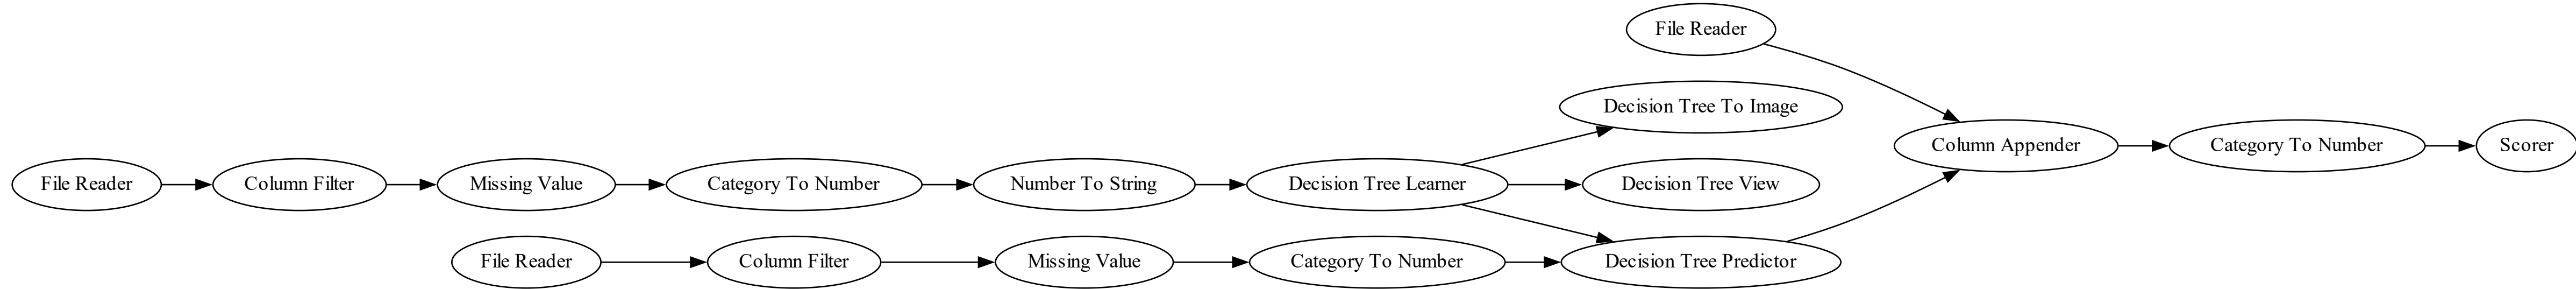 File Reader
Decision Tree To Image
Column Appender
Category To Number
Scorer
File Reader
Column Filter
Missing Value
Category To Number
Number To String
Decision Tree Learner
Decision Tree View
File Reader
Column Filter
Missing Value
Category To Number
Decision Tree Predictor